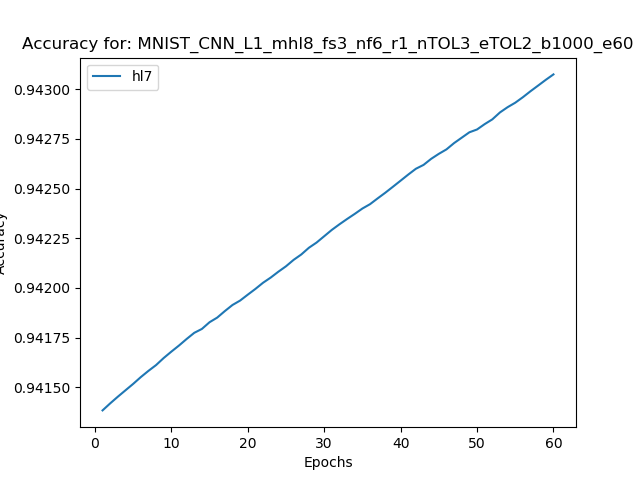 Accuracy for: MNIST_CNN_L1_mhl8_fs3_nf6_r1_nTOL3_eTOL2_b1000_e60
hl7
0.94300
0.94275
0.94250
0.94225
0.94200
0.94175
0.94150
Accuracy
0 10 20 30 40 50 60
Epochs